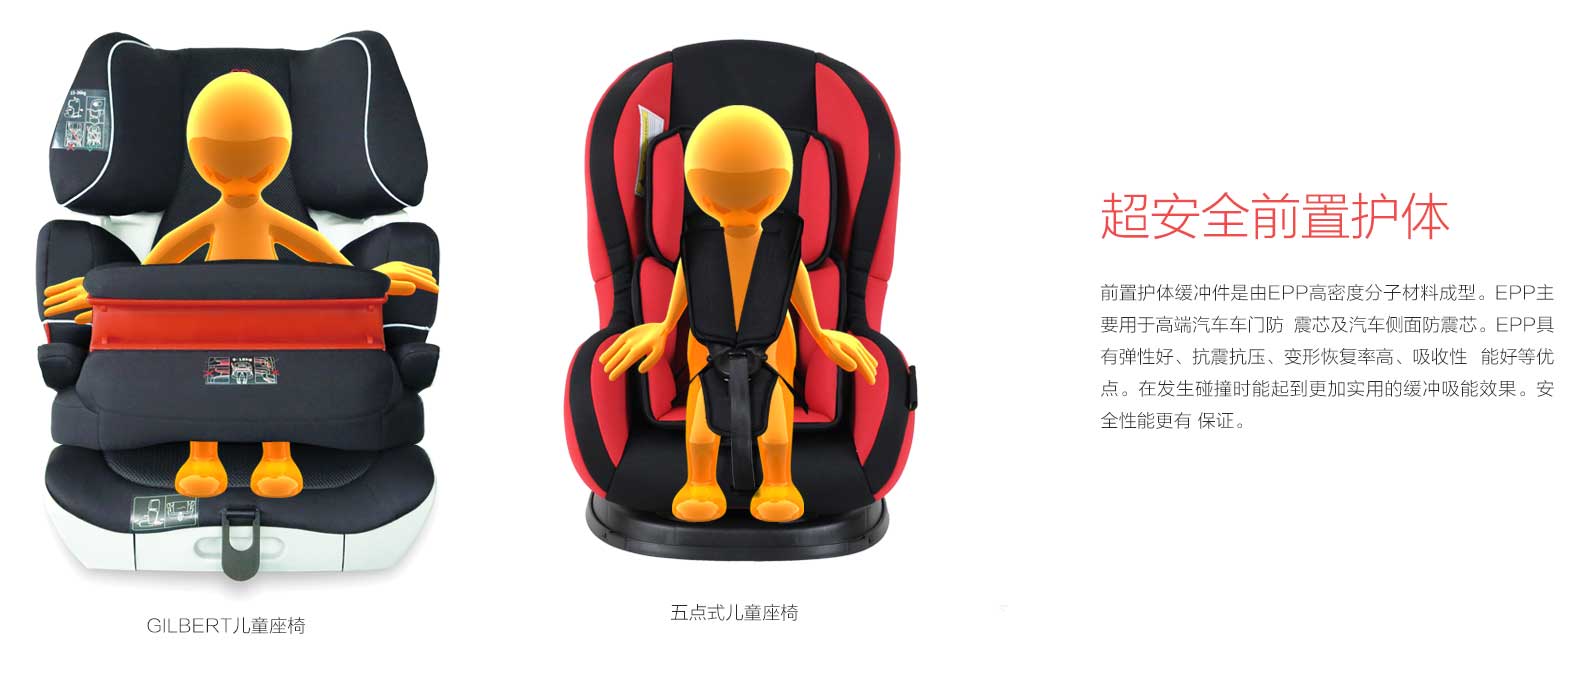 超安全前置护体
前置护体缓冲件是由EPP高密度分子材料成型。EPP主
要用于高端汽车车门防 震芯及汽车侧面防震芯。EPP具
有弹性好、抗震抗压、变形恢复率高、吸收性 能好等优
点。在发生碰撞时能起到更加实用的缓冲吸能效果。安
全性能更有 保证。
GILBERT儿童座椅
五点式儿童座椅